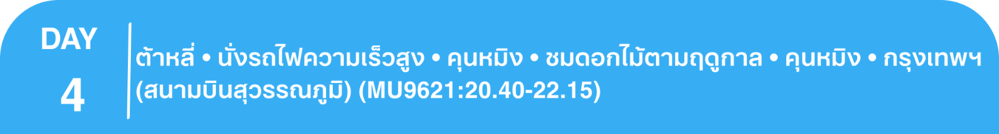 DAY
4
ต้าหลี่ • นั่งรถไฟความเร็วสูง • คุนหมิง • ชมดอกไม้ตามฤดูกาล • คุนหมิง • กรุงเทพฯ
(สนามบินสุวรรณภูมิ) (MU9621:20.40-22.15)